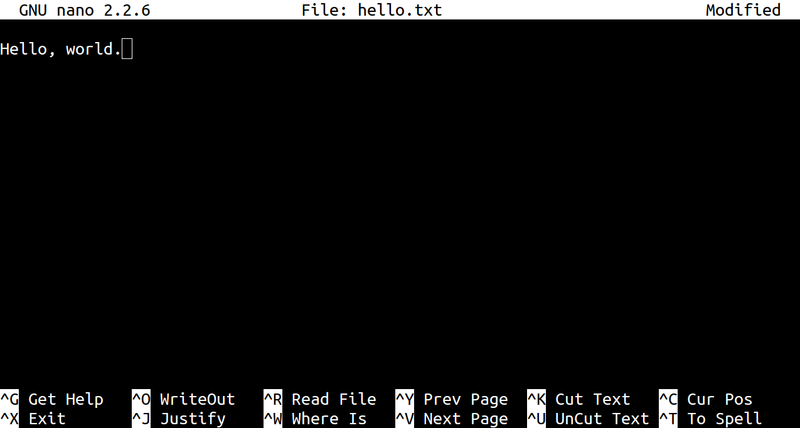 GNU nano 2.2.6 File: hello.txt Modified
Hello, world.
^G Get Help ^O WriteOut ^R Read File ^Y Prev Page ^K Cut Text ^C Cur Pos
^X Exit ^J Justify ^W Where Is ^V Next Page ^U UnCut Text ^T To Spell